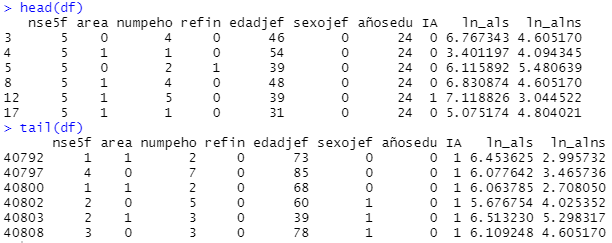 > head(df)
nse5f area numpeho refin edadjef sexojef añosedu IA ln_als ln_alns
3 5 0 4 0 46 0 24 0 6.767343 4.605170
4 5 1 1 0 54 0 24 0 3.401197 4.094345
5 5 0 2 1 39 0 24 0 6.115892 5.480639
8 5 1 4 0 48 0 24 0 6.830874 4.605170
12 5 1 5 0 39 0 24 1 7.118826 3.044522
17 5 1 1 0 31 0 24 0 5.075174 4.804021
> tail(df)
nse5f area numpeho refin edadjef sexojef añosedu IA ln_als ln_alns
40792 1 1 2 0 73 0 0 1 6.453625 2.995732
40797 4 0 7 0 85 0 0 1 6.077642 3.465736
40800 1 1 2 0 68 0 0 1 6.063785 2.708050
40802 2 0 5 0 60 1 0 1 5.676754 4.025352
40803 2 1 3 0 39 1 0 1 6.513230 5.298317
40808 3 0 3 0 78 1 0 1 6.109248 4.605170